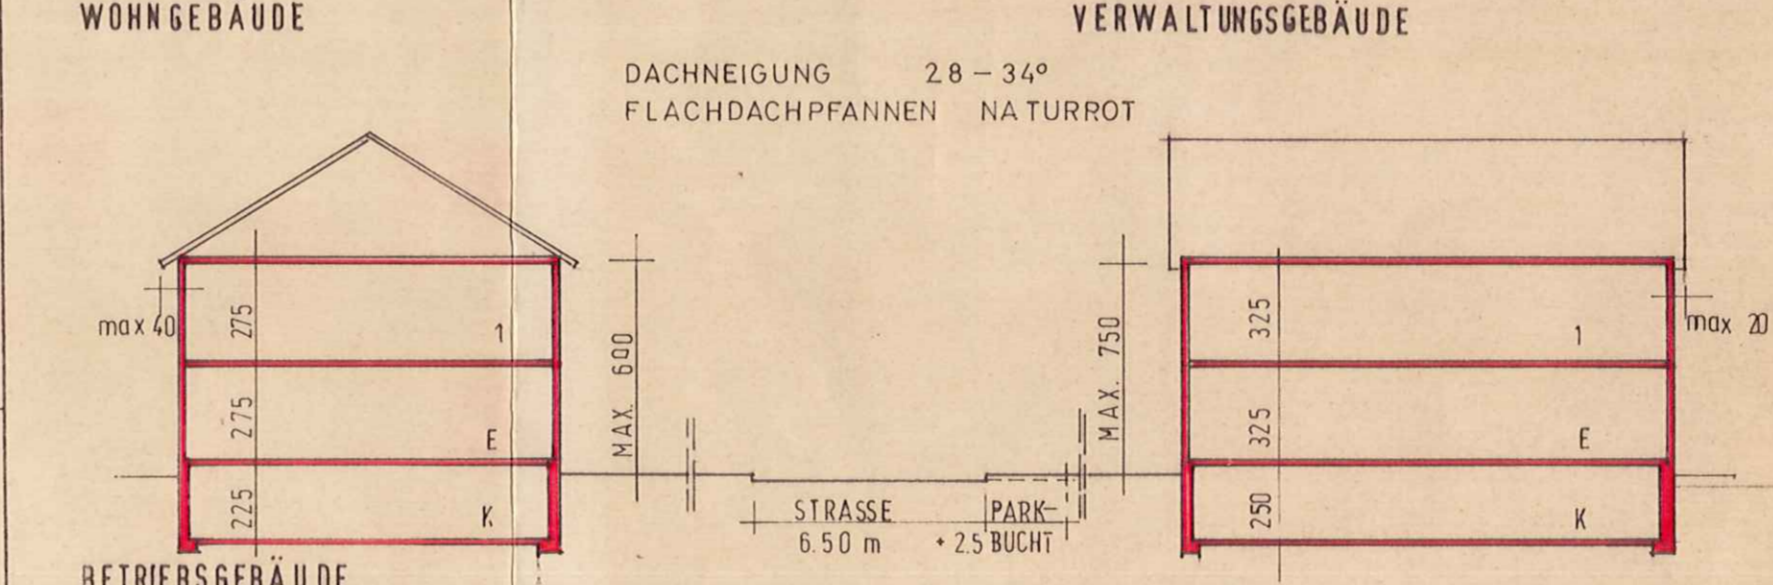 WOHNGEBAUDE
VERWALTUNGSGEBÄUDE
DACHNEIGUNG 28 – 34°
FLACHDACHPFANNEN NATURROT
max 40
275
1
275
E
225
K
MAX. 600
STRASSE
6.50 m
PARK-
+ 2.5 BUCHT
MAX. 750
325
1
max 20
325
E
250
K
BETRIEBSGEBÄUDE